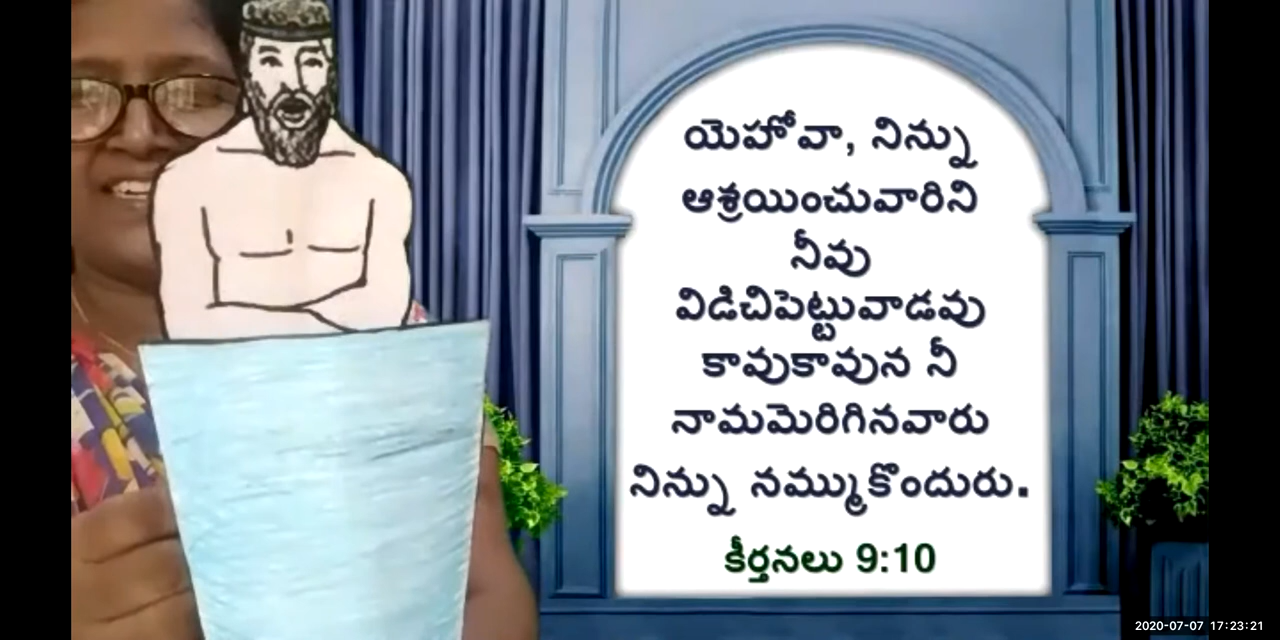 యెహోవా, నిన్ను
ఆశ్రయించువారిని
నీవు
విడిచిపెట్టువాడవు
కావుకావున నీ
నామమెరిగినవారు
నిన్ను నమ్ముకొందురు.
కీర్తనలు 9:10
2020-07-07 17:23:21